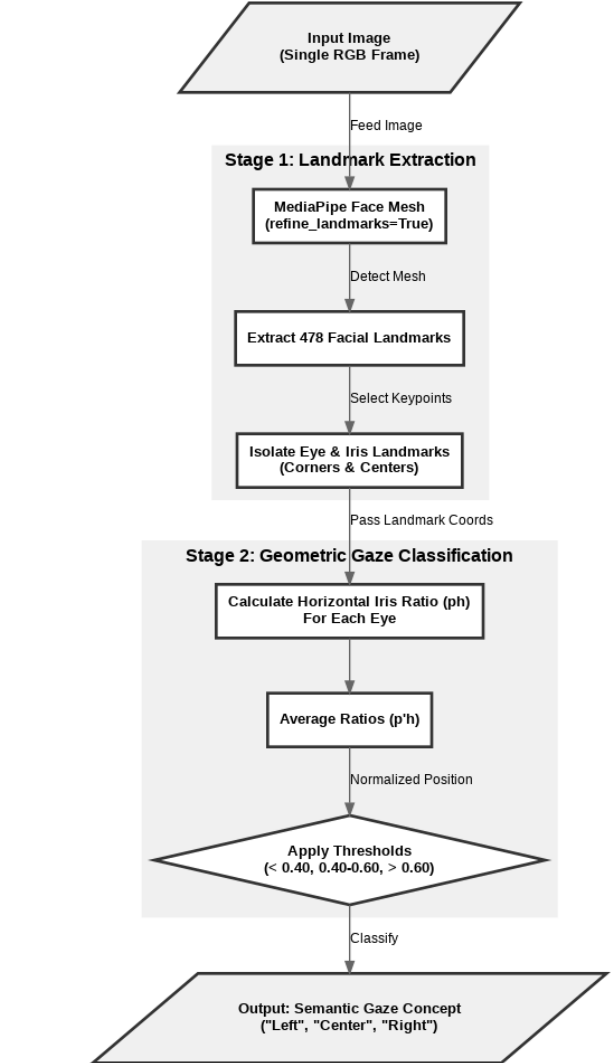 Input Image
(Single RGB Frame)
Feed Image
Stage 1: Landmark Extraction
MediaPipe Face Mesh
(refine_landmarks=True)
Detect Mesh
Extract 478 Facial Landmarks
Select Keypoints
Isolate Eye & Iris Landmarks
(Corners & Centers)
Pass Landmark Coords
Stage 2: Geometric Gaze Classification
Calculate Horizontal Iris Ratio (ph)
For Each Eye
Average Ratios (p'h)
Normalized Position
Apply Thresholds
(< 0.40, 0.40-0.60, > 0.60)
Classify
Output: Semantic Gaze Concept
("Left", "Center", "Right")